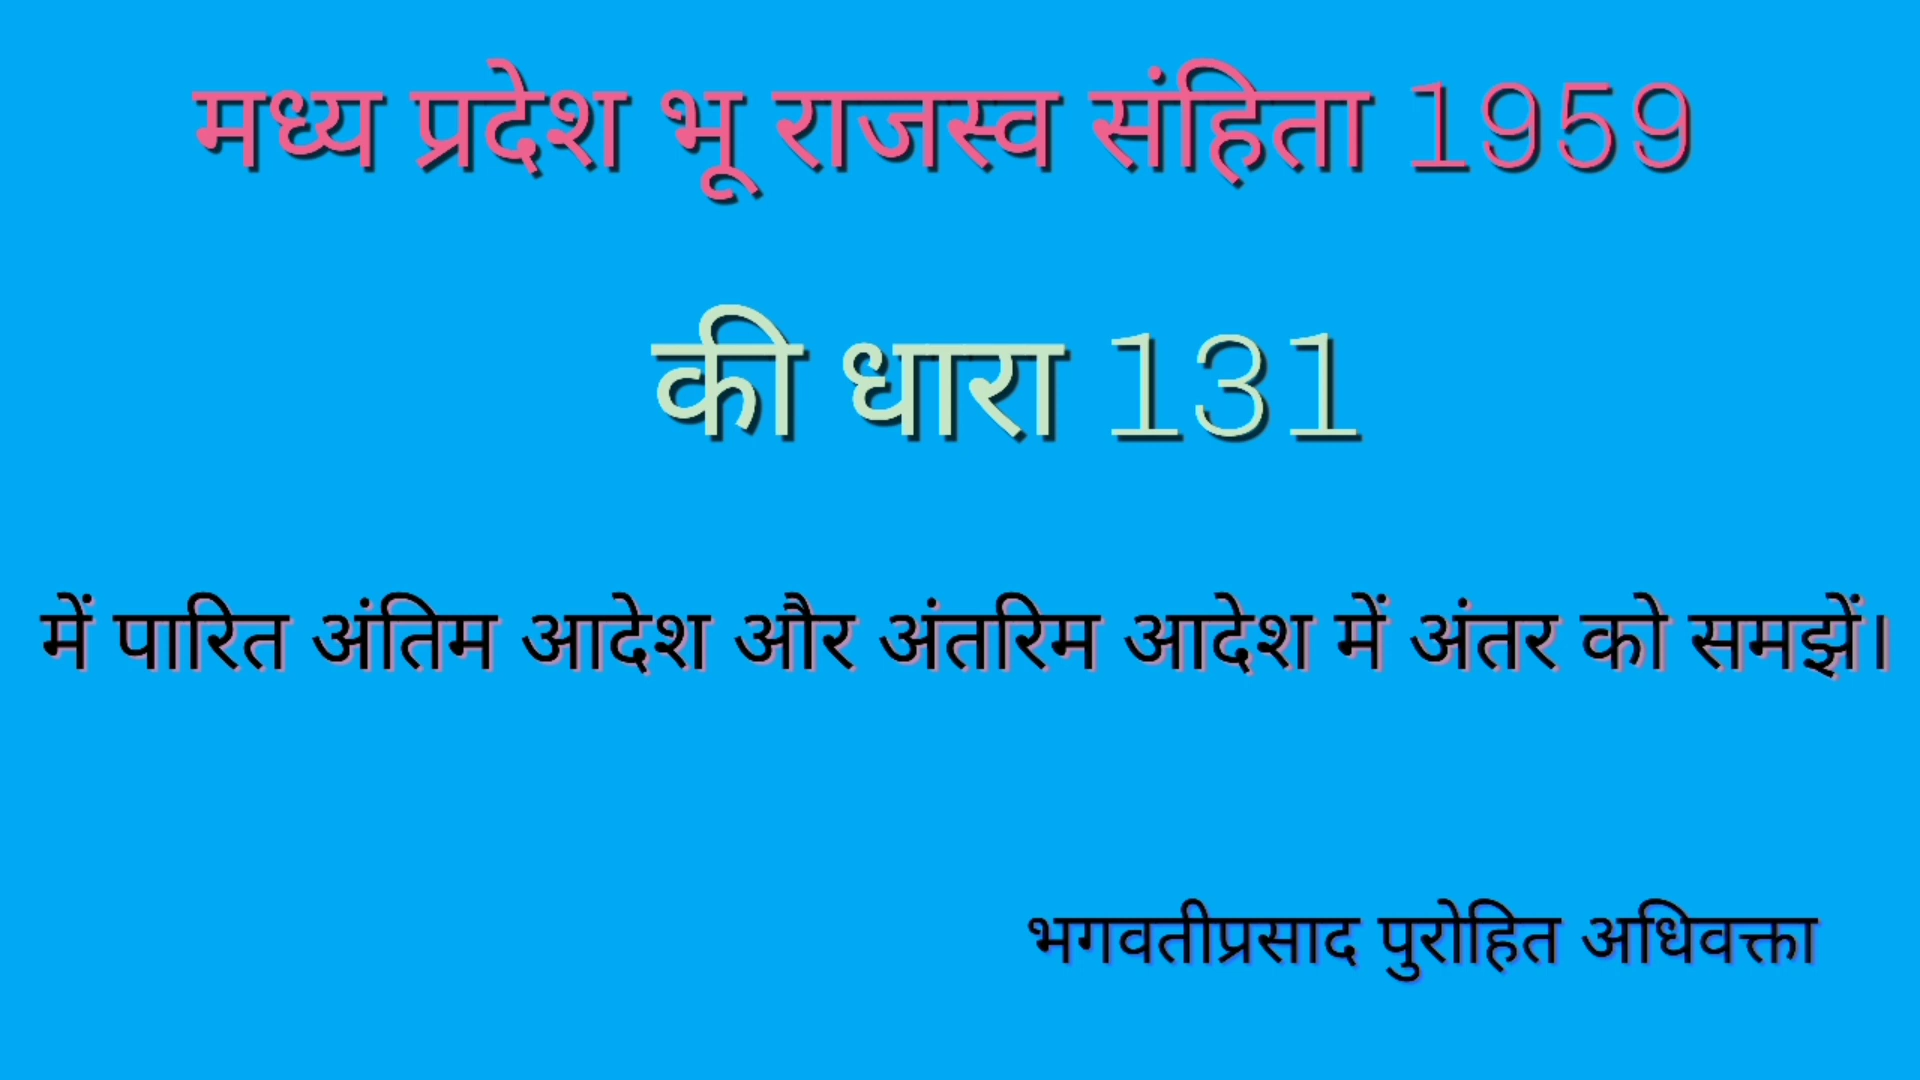 मध्य प्रदेश भू राजस्व संहिता 1959
की धारा 131
में पारित अंतिम आदेश और अंतरिम आदेश में अंतर को समझें।
भगवतीप्रसाद पुरोहित अधिवक्ता